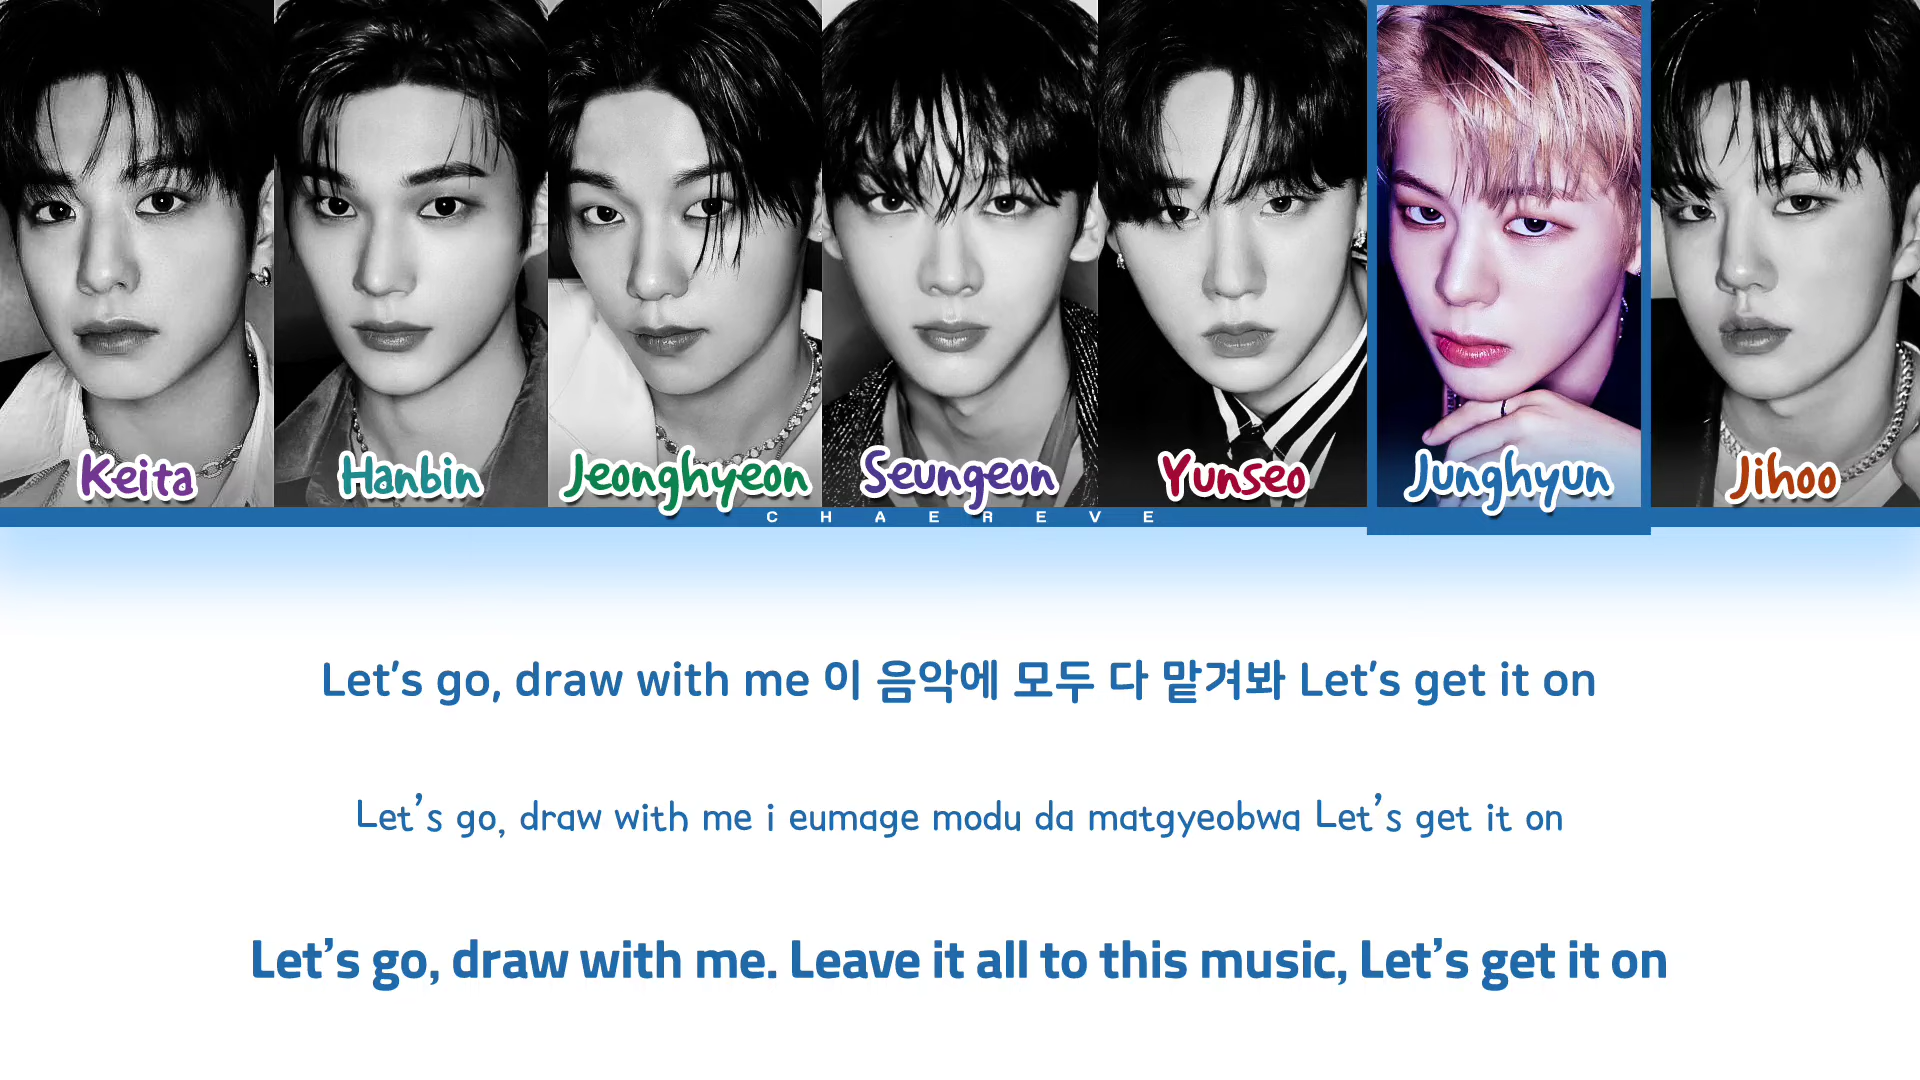 Keita
Hanbin
Jeonghyeon
Seungeon
Yunseo
Junghyun
Jihoo
CHAEREVE
Let's go, draw with me 이 음악에 모두 다 맡겨봐 Let's get it on
Let's go, draw with me i eumage modu da matgyeobwa Let's get it on
Let's go, draw with me. Leave it all to this music, Let's get it on